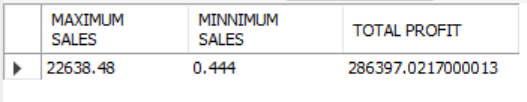 MAXIMUM SALES MINNIMUM SALES TOTAL PROFIT
22638.48 0.444 286397.0217000013